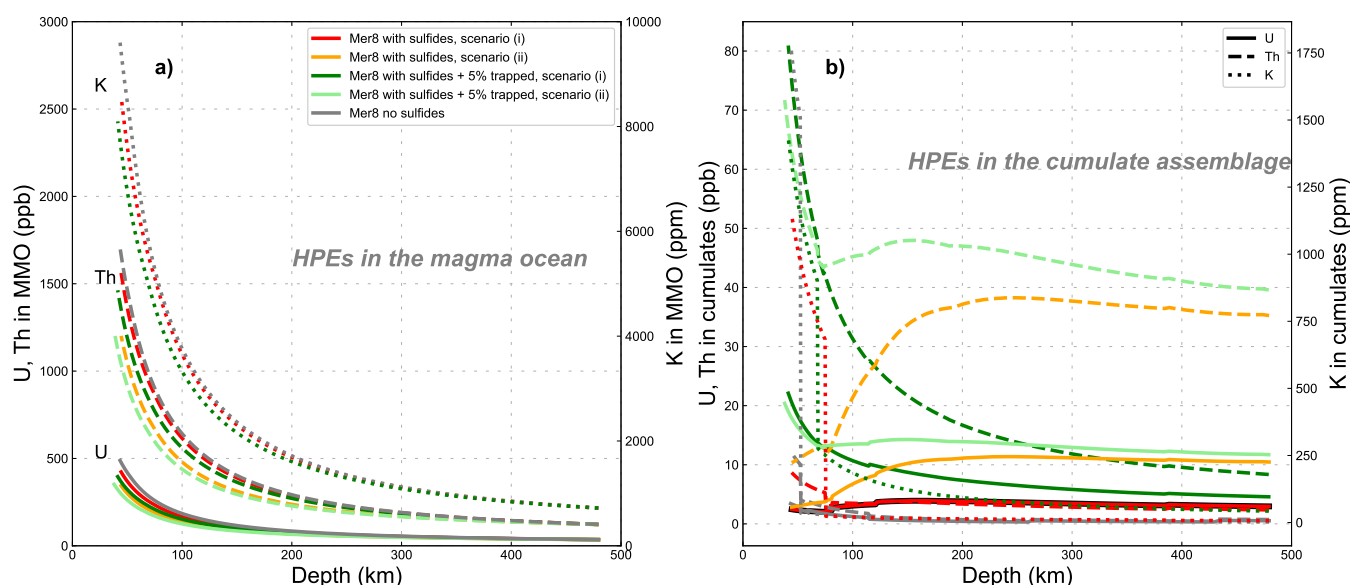 a)
Mer8 with sulfides, scenario (i)
Mer8 with sulfides, scenario (ii)
Mer8 with sulfides + 5% trapped, scenario (i)
Mer8 with sulfides + 5% trapped, scenario (ii)
Mer8 no sulfides
K
Th
U
HPEs in the magma ocean
U, Th in MMO (ppb)
3000
2500
2000
1500
1000
500
0
0
100
200
300
400
500
Depth (km)
K in MMO (ppm)
10000
8000
6000
4000
2000
0
b)
U
Th
K
HPEs in the cumulate assemblage
U, Th in cumulates (ppb)
80
70
60
50
40
30
20
10
0
0
100
200
300
400
500
Depth (km)
K in cumulates (ppm)
1750
1500
1250
1000
750
500
250
0